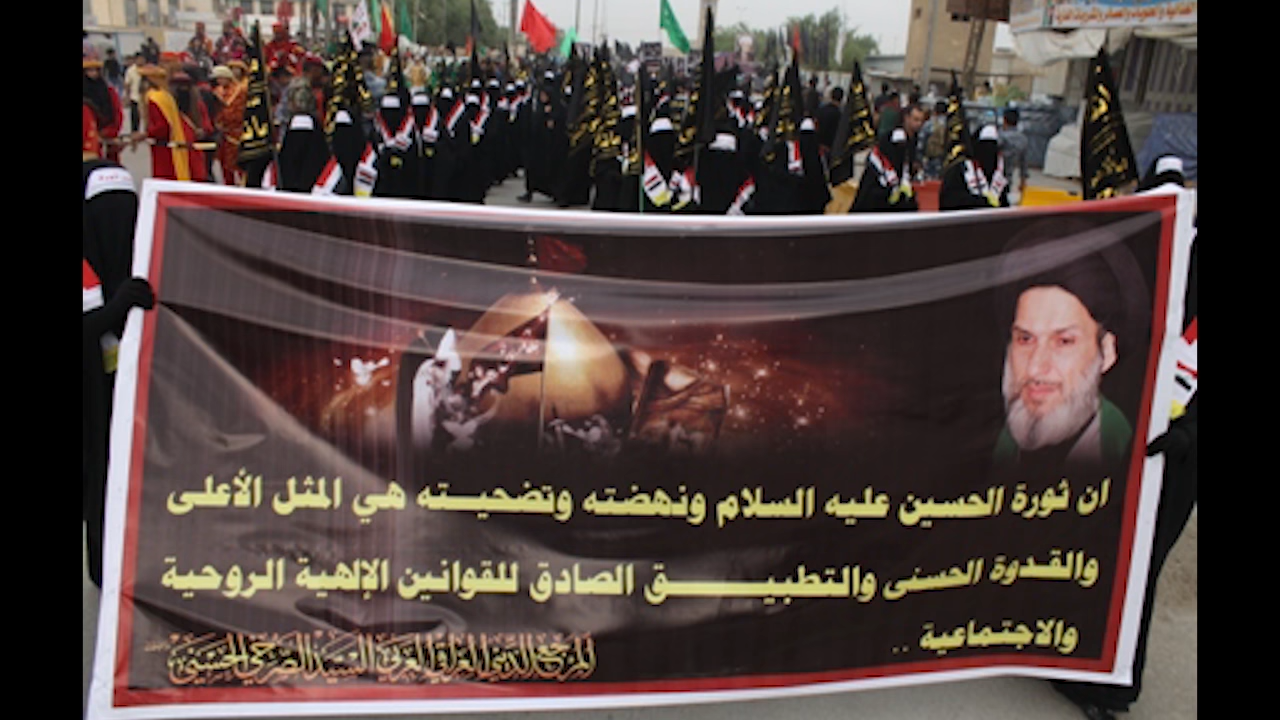 ان ثورة الحسين عليه السلام ونهضته وتضحيته هي المثل الأعلى
والقدوة الحسنى والتطبيق الصادق للقوانين الإلهية الروحية
والاجتماعية ..
المرجع الديني العراقي العربي السيد الصرخي الحسني